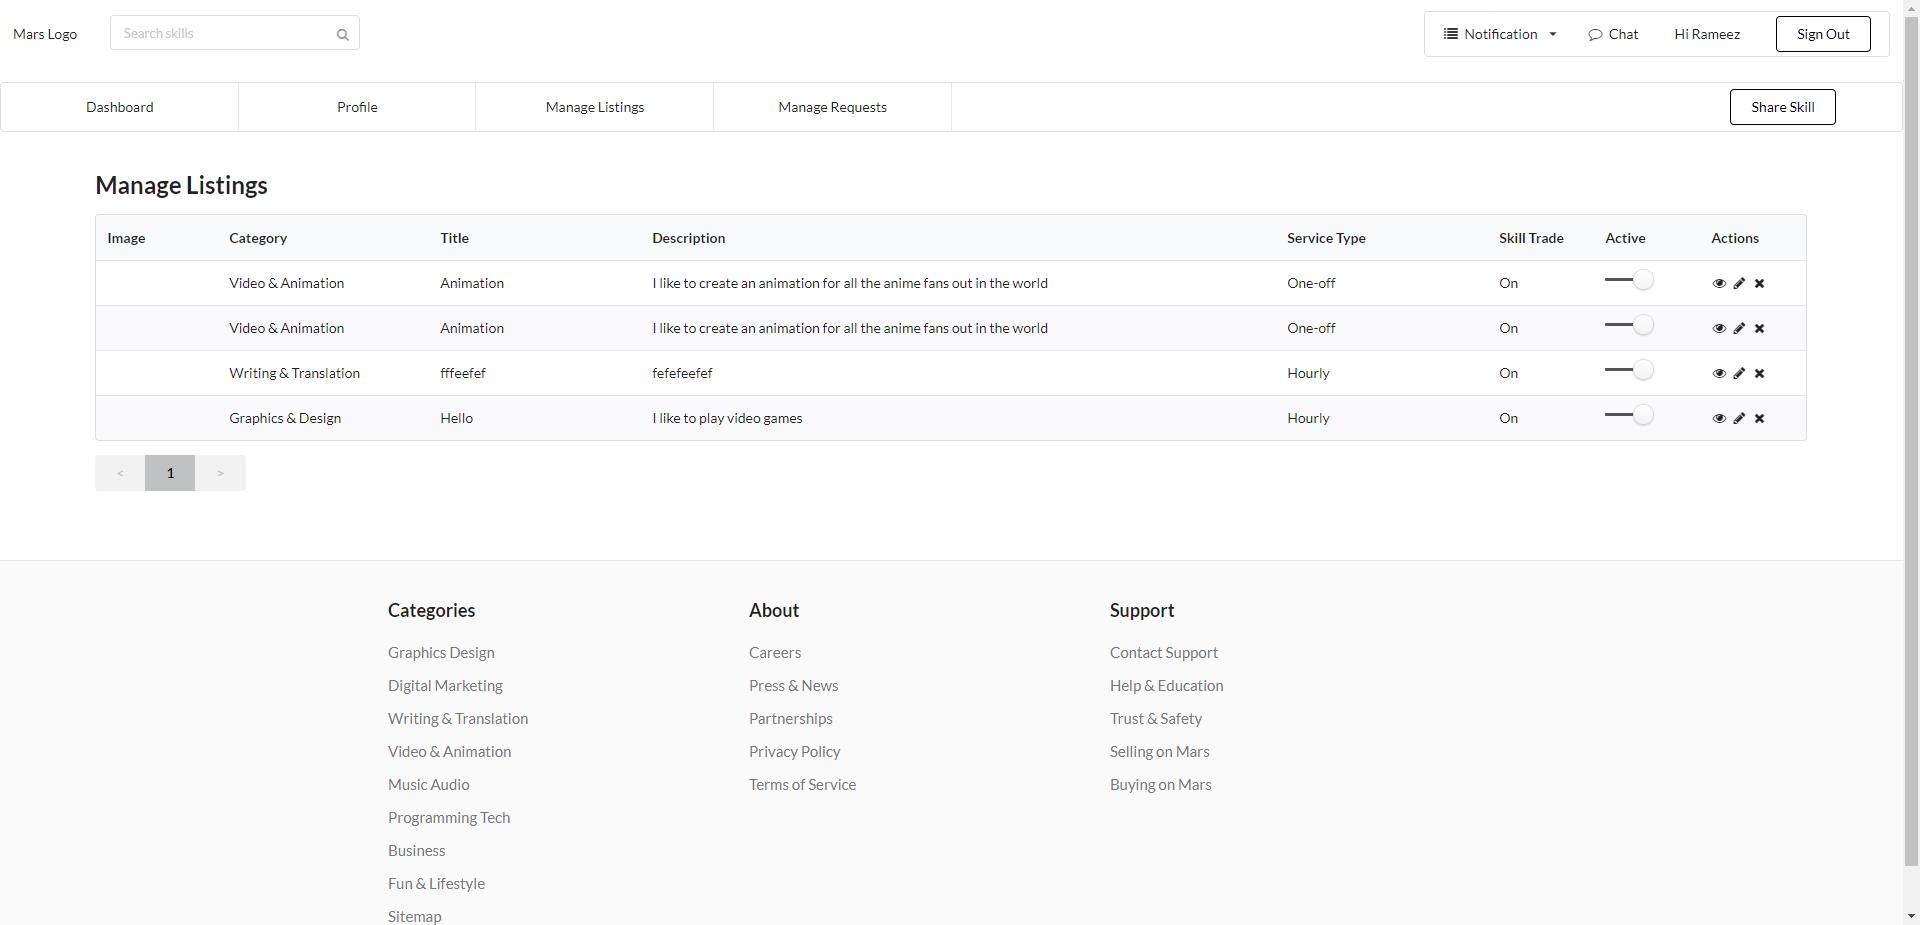 Mars Logo Search skills Notification Chat Hi Rameez Sign Out
Dashboard Profile Manage Listings Manage Requests Share Skill
Manage Listings
Image Category Title Description Service Type Skill Trade Active Actions
Video & Animation Animation I like to create an animation for all the anime fans out in the world One-off On
Video & Animation Animation I like to create an animation for all the anime fans out in the world One-off On
Writing & Translation fffeefef fefefeefef Hourly On
Graphics & Design Hello I like to play video games Hourly On
< 1 >
Categories
Graphics Design
Digital Marketing
Writing & Translation
Video & Animation
Music Audio
Programming Tech
Business
Fun & Lifestyle
Sitemap
About
Careers
Press & News
Partnerships
Privacy Policy
Terms of Service
Support
Contact Support
Help & Education
Trust & Safety
Selling on Mars
Buying on Mars